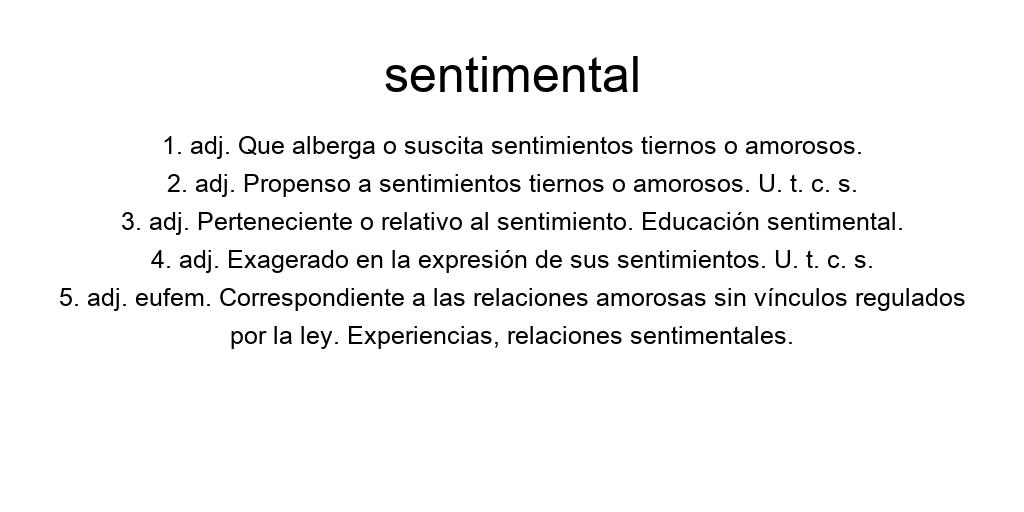 sentimental
1. adj. Que alberga o suscita sentimientos tiernos o amorosos.
2. adj. Propenso a sentimientos tiernos o amorosos. U. t. c. s.
3. adj. Perteneciente o relativo al sentimiento. Educación sentimental.
4. adj. Exagerado en la expresión de sus sentimientos. U. t. c. s.
5. adj. eufem. Correspondiente a las relaciones amorosas sin vínculos regulados
por la ley. Experiencias, relaciones sentimentales.